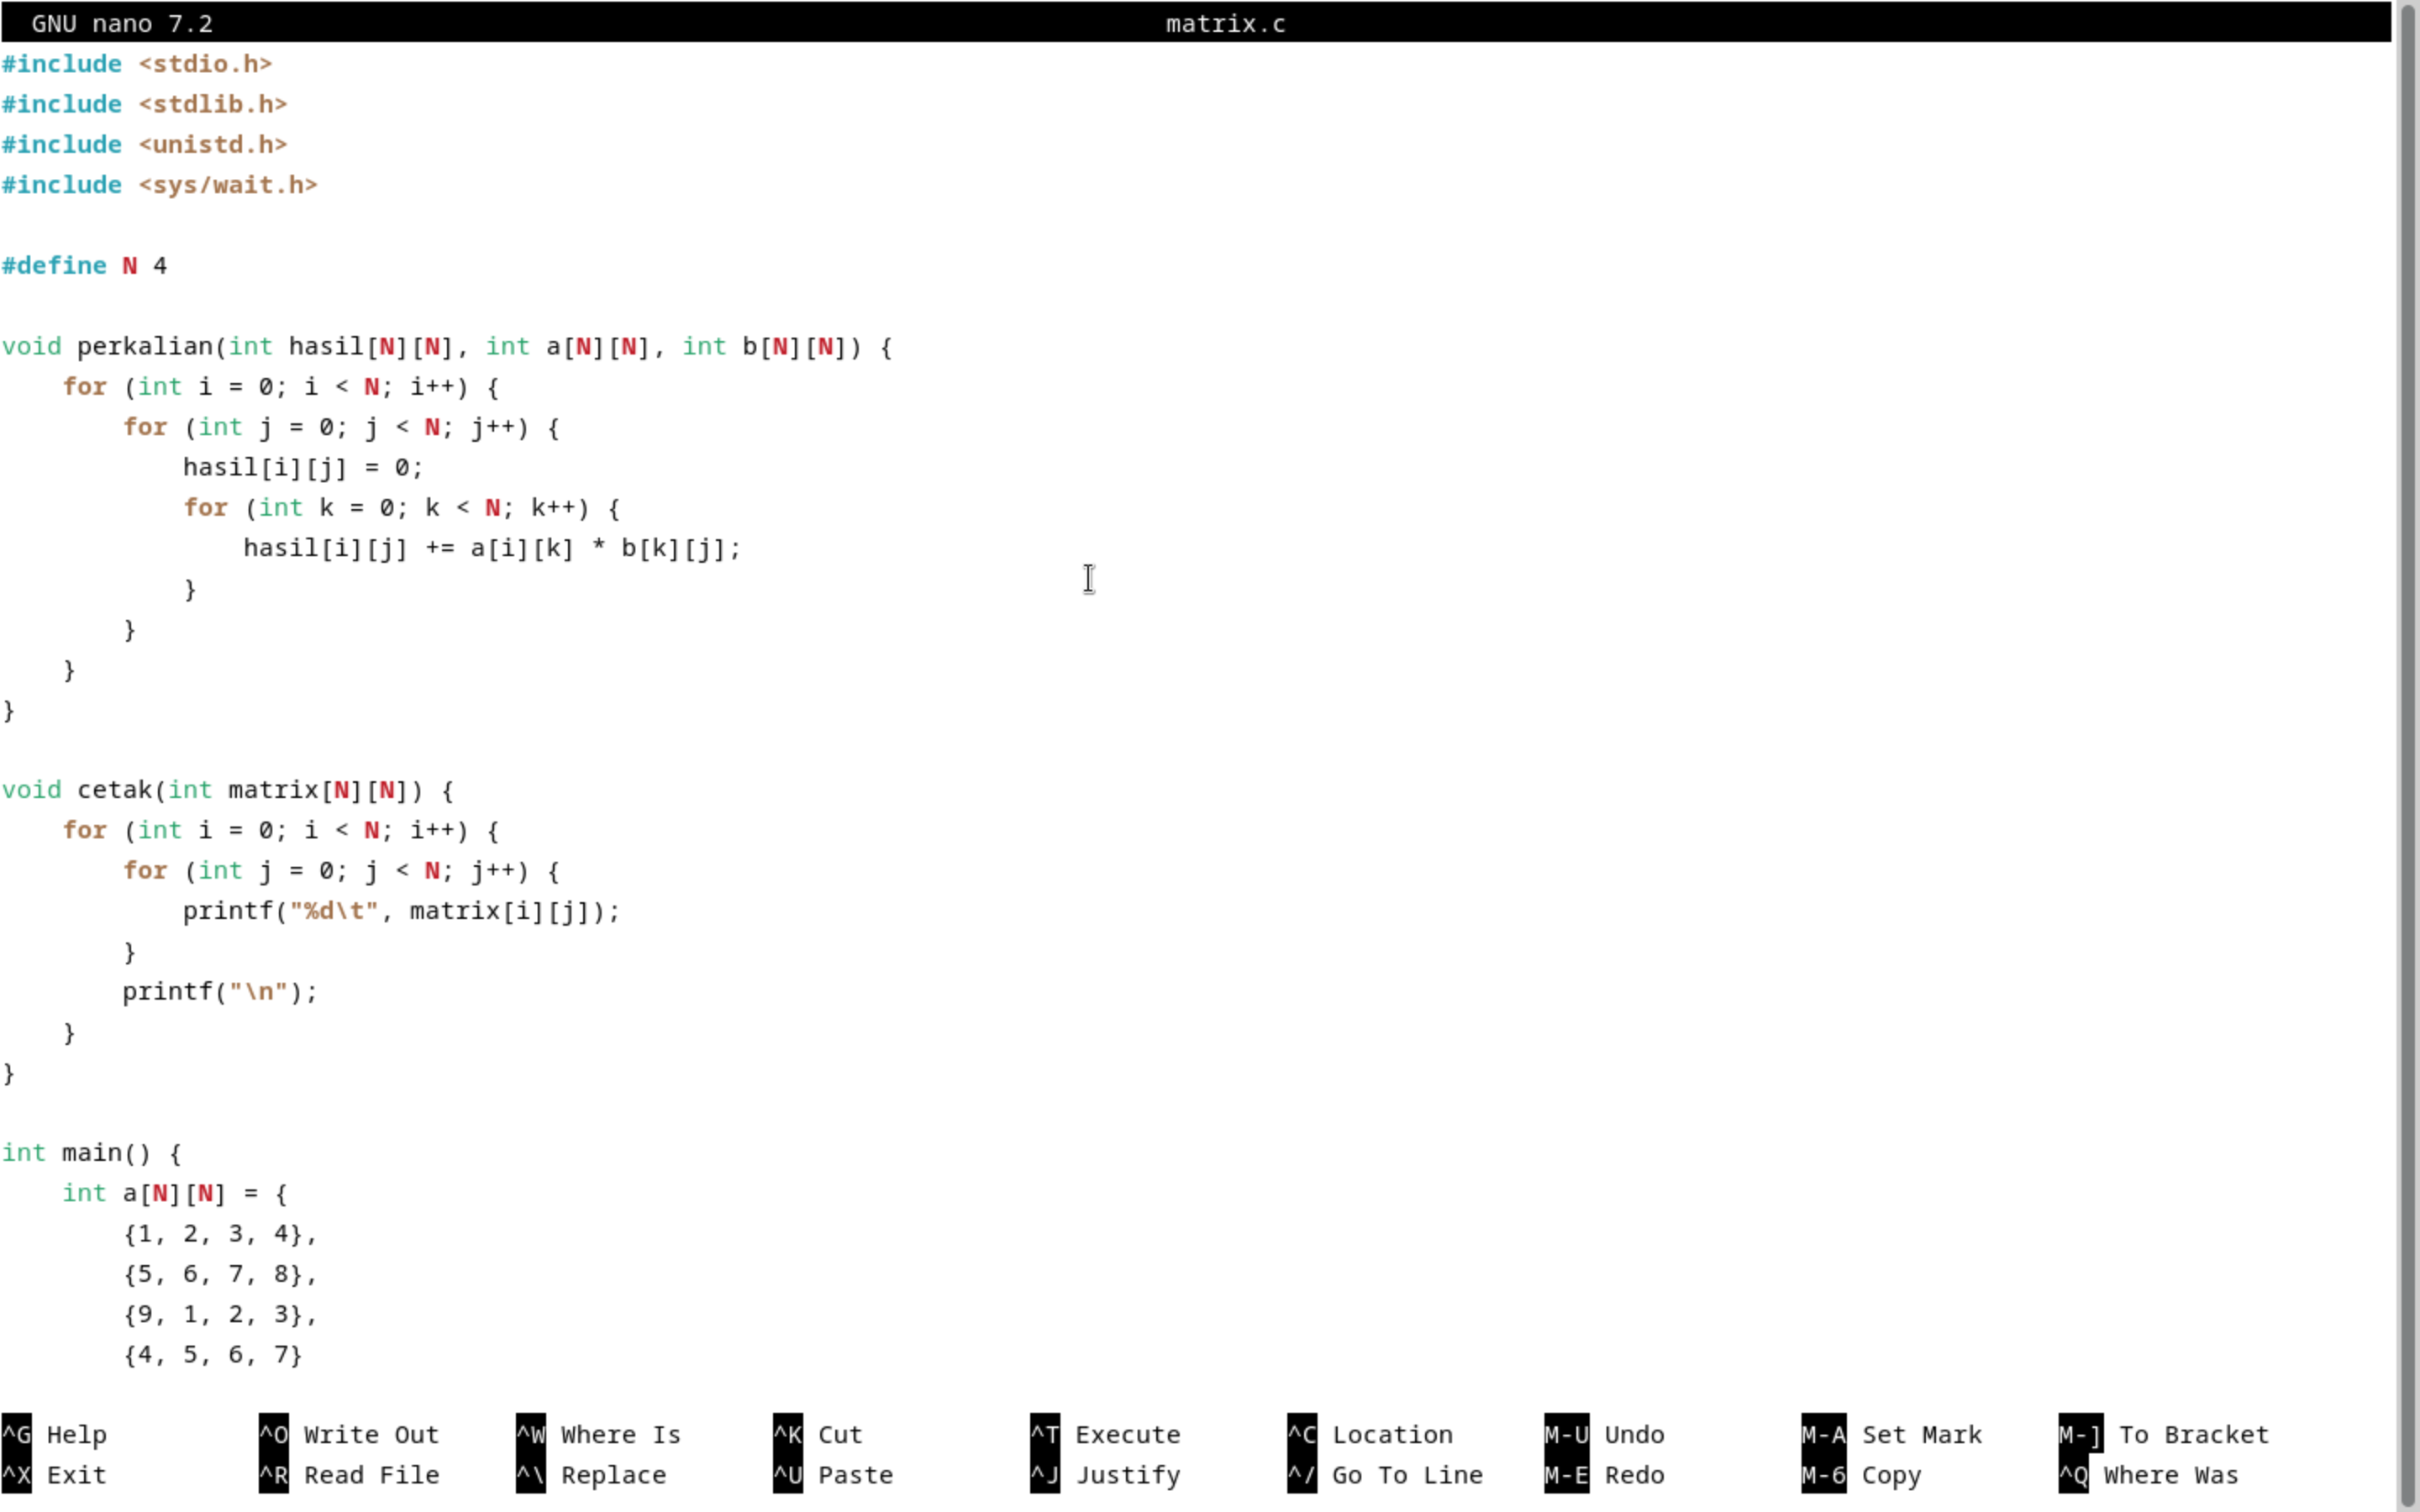 GNU nano 7.2 matrix.c
#include <stdio.h>
#include <stdlib.h>
#include <unistd.h>
#include <sys/wait.h>

#define N 4

void perkalian(int hasil[N][N], int a[N][N], int b[N][N]) {
    for (int i = 0; i < N; i++) {
        for (int j = 0; j < N; j++) {
            hasil[i][j] = 0;
            for (int k = 0; k < N; k++) {
                hasil[i][j] += a[i][k] * b[k][j];
            }
        }
    }
}

void cetak(int matrix[N][N]) {
    for (int i = 0; i < N; i++) {
        for (int j = 0; j < N; j++) {
            printf("%d\t", matrix[i][j]);
        }
        printf("\n");
    }
}

int main() {
    int a[N][N] = {
        {1, 2, 3, 4},
        {5, 6, 7, 8},
        {9, 1, 2, 3},
        {4, 5, 6, 7}

^G Help ^O Write Out ^W Where Is ^K Cut ^T Execute ^C Location M-U Undo M-A Set Mark M-] To Bracket
^X Exit ^R Read File ^\ Replace ^U Paste ^J Justify ^/ Go To Line M-E Redo M-6 Copy ^Q Where Was